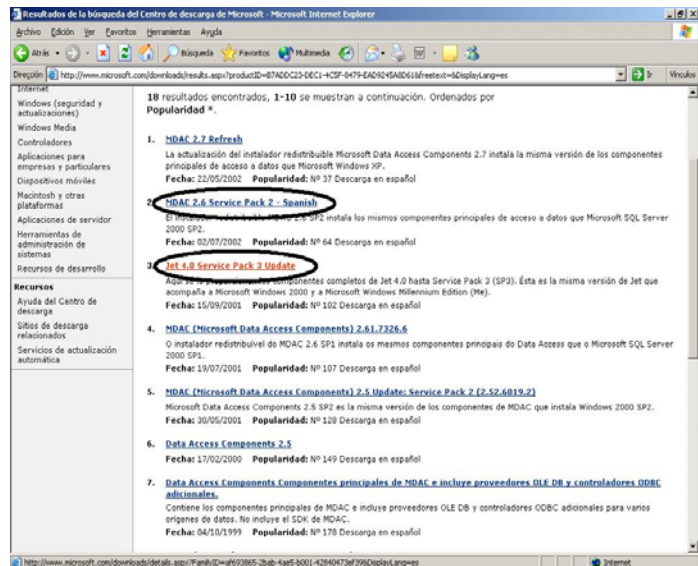 Resultados de la búsqueda del Centro de descarga de Microsoft - Microsoft Internet Explorer
Archivo Edición Ver Favoritos Herramientas Ayuda
Atrás Búsqueda Favoritos Multimedia
Dirección Ir Vínculos
Internet
Windows (seguridad y
actualizaciones)
Windows Media
Controladores
Aplicaciones para
empresas y particulares
Dispositivos móviles
Macintosh y otras
plataformas
Aplicaciones de servidor
Herramientas de
administración de
sistemas
Recursos de desarrollo
Recursos
Ayuda del Centro de
descarga
Sitios de descarga
relacionados
Servicios de actualización
automática
18 resultados encontrados, 1-10 se muestran a continuación. Ordenados por
Popularidad *.
1. MDAC 2.7 Refresh
La actualización del instalador redistribuible Microsoft Data Access Components 2.7 instala la misma versión de los componentes
principales de acceso a datos que Microsoft Windows XP.
Fecha: 22/05/2002 Popularidad: Nº 37 Descarga en español
2. MDAC 2.6 Service Pack 2 - Spanish
El instalador redistribuible MDAC 2.6 SP2 instala los mismos componentes principales de acceso a datos que Microsoft SQL Server
2000 SP2.
Fecha: 02/07/2002 Popularidad: Nº 64 Descarga en español
3. Jet 4.0 Service Pack 3 Update
Aquí se le proporcionan componentes completos de Jet 4.0 hasta Service Pack 3 (SP3). Ésta es la misma versión de Jet que
acompaña a Microsoft Windows 2000 y a Microsoft Windows Millennium Edition (Me).
Fecha: 15/09/2001 Popularidad: Nº 102 Descarga en español
4. MDAC (Microsoft Data Access Components) 2.61.7326.6
O instalador redistribuível do MDAC 2.6 SP1 instala os mesmos componentes principais do Data Access que o Microsoft SQL Server
2000 SP1.
Fecha: 19/07/2001 Popularidad: Nº 107 Descarga en español
5. MDAC (Microsoft Data Access Components) 2.5 Update: Service Pack 2 (2.52.6019.2)
Microsoft Data Access Components 2.5 SP2 es la misma versión de los componentes de MDAC que instala Windows 2000 SP2.
Fecha: 30/05/2001 Popularidad: Nº 128 Descarga en español
6. Data Access Components 2.5
Fecha: 17/02/2000 Popularidad: Nº 149 Descarga en español
7. Data Access Components Componentes principales de MDAC e incluye proveedores OLE DB y controladores ODBC
adicionales.
Contiene los componentes principales de MDAC e incluye proveedores OLE DB y controladores ODBC adicionales para varios
orígenes de datos. No incluye el SDK de MDAC.
Fecha: 04/10/1999 Popularidad: Nº 178 Descarga en español
Internet